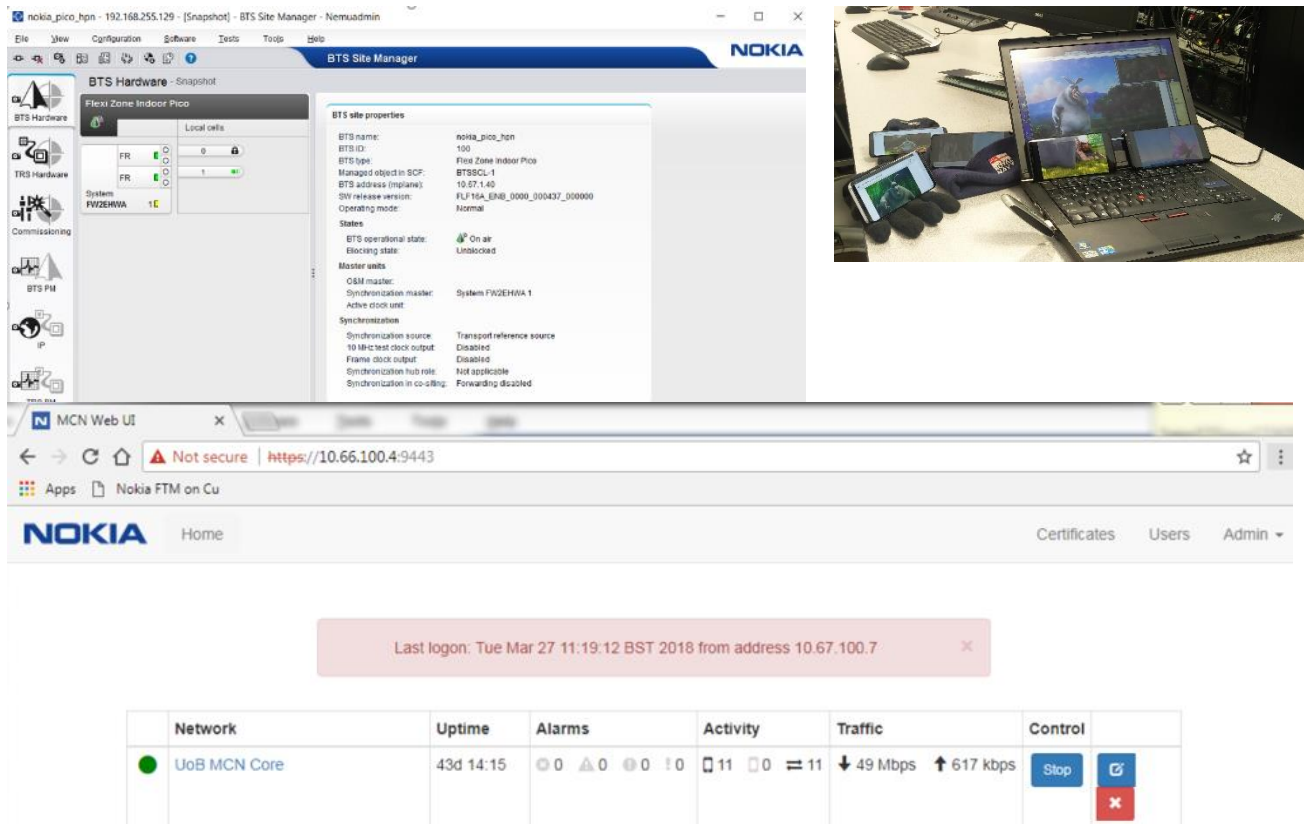 nokia_pico_hpn - 192.168.255.129 - [Snapshot] - BTS Site Manager - Nemuadmin
File View Configuration Software Tests Tools Help
BTS Site Manager
NOKIA
BTS Hardware - Snapshot
Flexi Zone Indoor Pico
Local cells
FR
0
FR
1
System
FW2EHWA 1
BTS Hardware
TRS Hardware
Commissioning
BTS PM
IP
BTS site properties
BTS name: nokia_pico_hpn
BTS ID: 100
BTS type: Flexi Zone Indoor Pico
Managed object in SCF: BTSSCL-1
BTS address (mplane): 10.67.1.40
SW release version: FLF16A_ENB_0000_000437_000000
Operating mode: Normal
States
BTS operational state: On air
Blocking state: Unblocked
Master units
O&M master:
Synchronization master: System FW2EHWA 1
Active clock unit:
Synchronization
Synchronization source: Transport reference source
10 MHz test clock output: Disabled
Frame clock output: Disabled
Synchronization hub role: Not applicable
Synchronization in co-siting: Forwarding disabled
MCN Web UI
Not secure | https://10.66.100.4:9443
Apps Nokia FTM on Cu
NOKIA Home Certificates Users Admin
Last logon: Tue Mar 27 11:19:12 BST 2018 from address 10.67.100.7
Network Uptime Alarms Activity Traffic Control
UoB MCN Core 43d 14:15 0 0 0 0 11 0 11 49 Mbps 617 kbps Stop